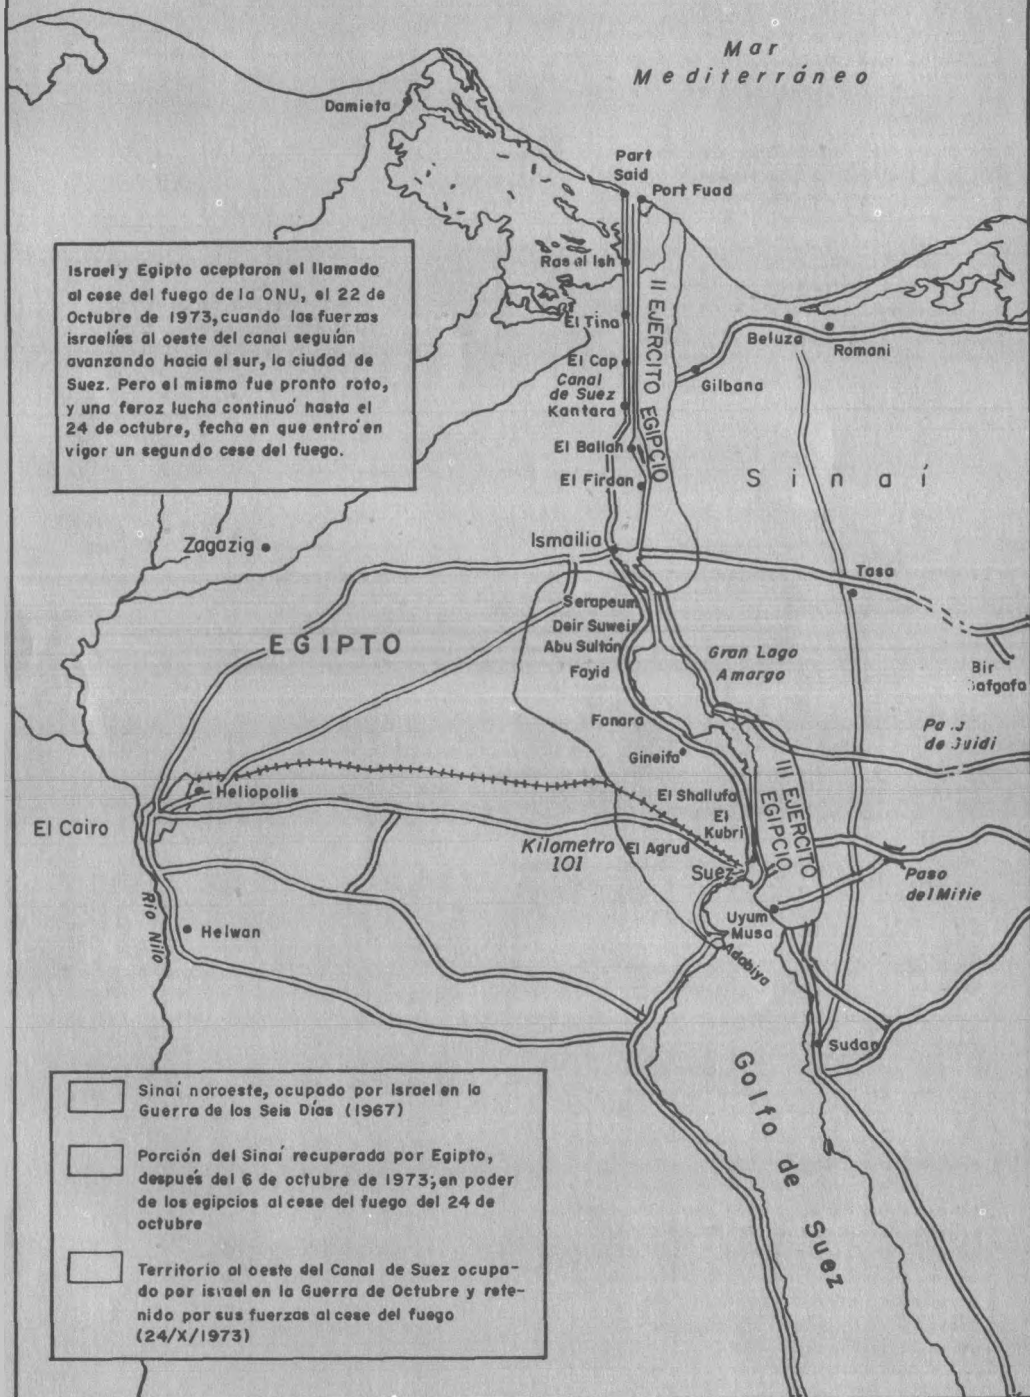 Mar
Mediterráneo
Damieta
Part
Said
Port Fuad
Israel y Egipto aceptaron el llamado
al cese del fuego de la ONU, el 22 de
Octubre de 1973, cuando las fuerzas
israelíes al oeste del canal seguían
avanzando hacia el sur, la ciudad de
Suez. Pero el mismo fue pronto roto,
y una feroz lucha continuó hasta el
24 de octubre, fecha en que entró en
vigor un segundo cese del fuego.
Ras el Ish
II EJERCITO EGIPCIO
El Tina
Beluza
Romani
El Cap
Canal
de Suez
Gilbana
Kantara
El Ballah
El Firdan
Sinaí
Zagazig
Ismailia
Tasa
Serapeum
Deir Suweir
EGIPTO
Abu Sultán
Gran Lago
Amargo
Fayid
Bir
Fanara
de
Gineifa
III EJERCITO
EGIPCIO
Heliopolis
El Shallufa
El Cairo
El
Kubri
Kilometro
101
El Agrud
Suez
Paso
del Mitle
Río Nilo
Helwan
Uyum
Musa
Adabiya
Sudan
Golfo de Suez
Sinaí noroeste, ocupado por Israel en la
Guerra de los Seis Días (1967)
Porción del Sinaí recuperada por Egipto,
después del 6 de octubre de 1973; en poder
de los egipcios al cese del fuego del 24 de
octubre
Territorio al oeste del Canal de Suez ocupa-
do por israel en la Guerra de Octubre y rete-
nido por sus fuerzas al cese del fuego
(24/X/1973)